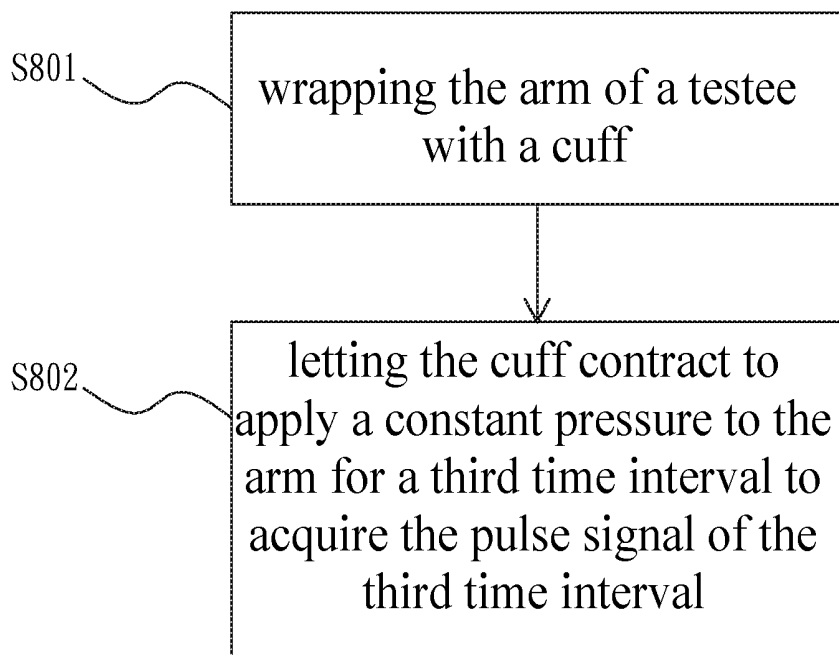 S801
wrapping the arm of a testee
with a cuff
S802
letting the cuff contract to
apply a constant pressure to the
arm for a third time interval to
acquire the pulse signal of the
third time interval